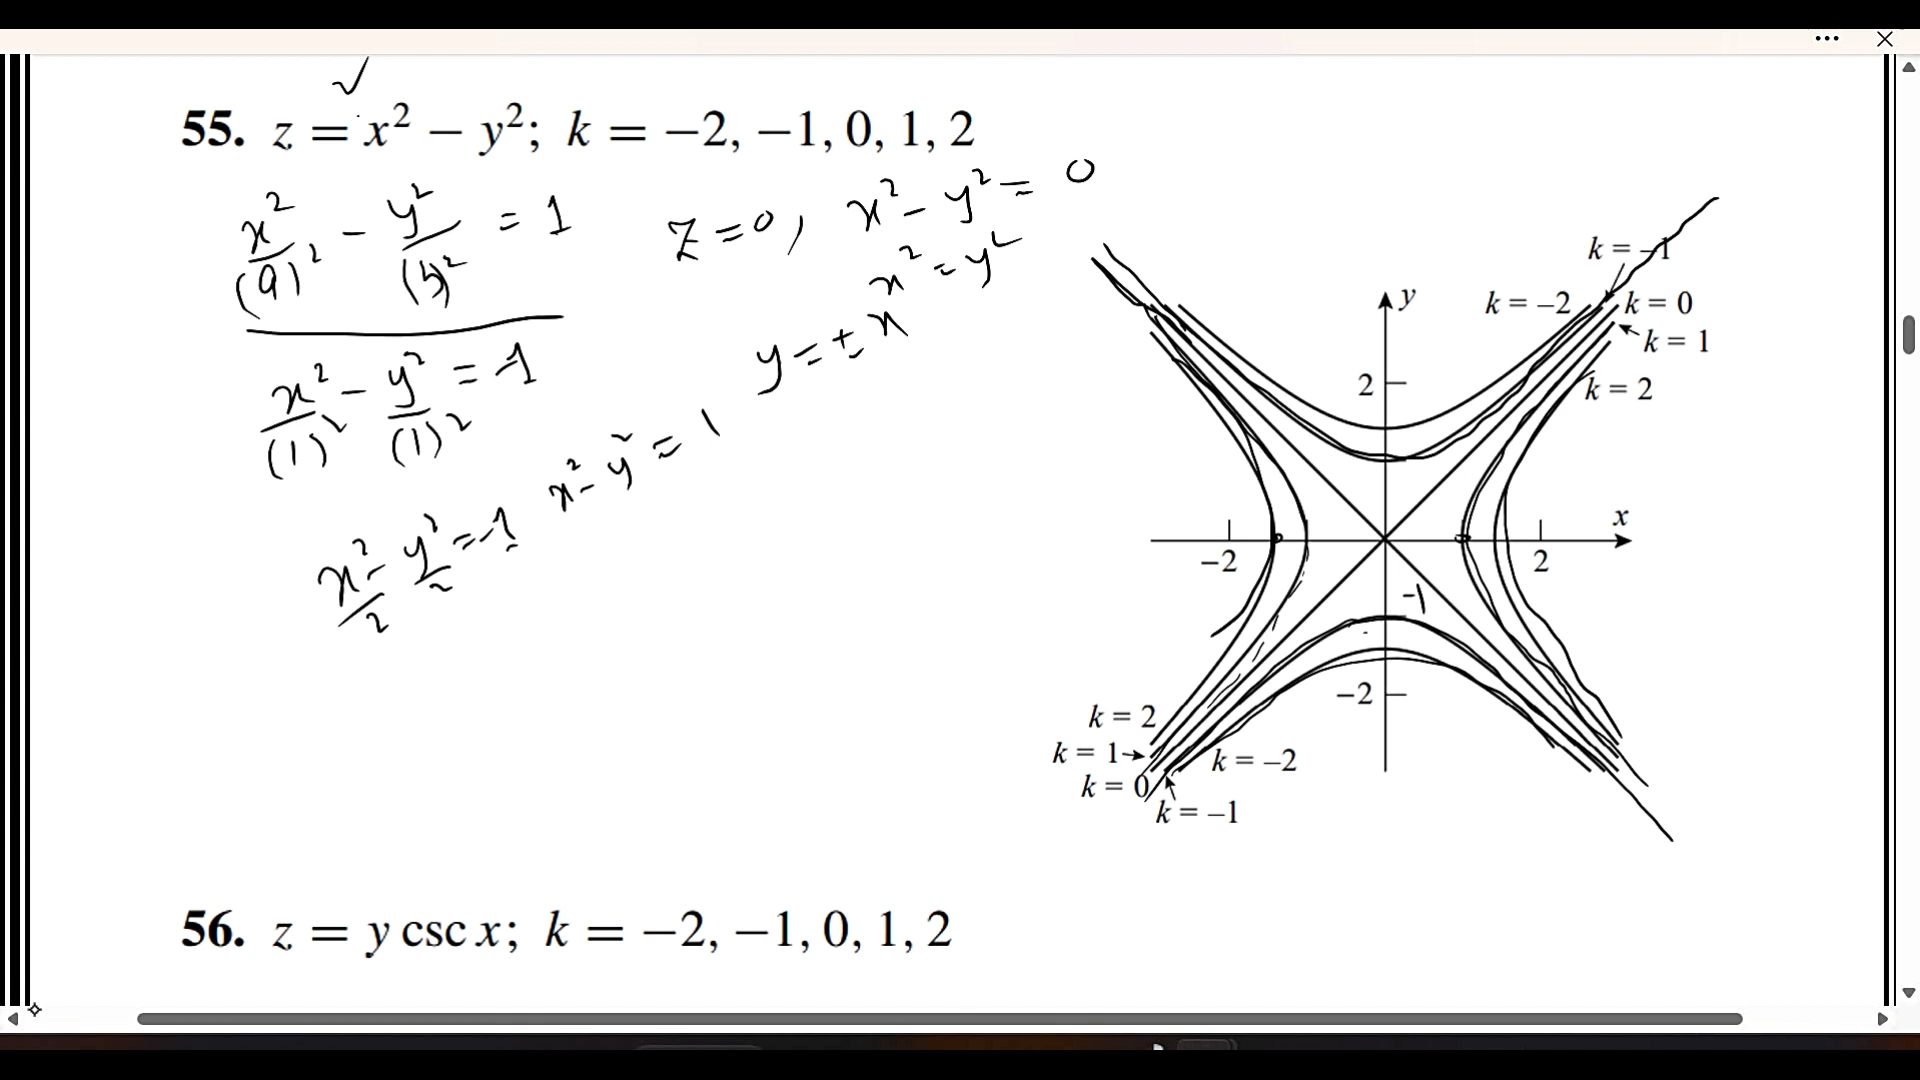 55. z = x² − y²; k = −2, −1, 0, 1, 2
x²/(a)² − y²/(b)² = 1
z = 0, x² − y² = 0
x² = y²
y = ± x
x²/(1)² − y²/(1)² = -1
x² − y² = 1
x²/2 − y²/2 = -1
k = –1
k = –2
k = 0
k = 1
k = 2
y
2
x
−2
2
-1
−2
k = 2
k = 1
k = 0
k = –2
k = –1
56. z = y csc x; k = −2, −1, 0, 1, 2